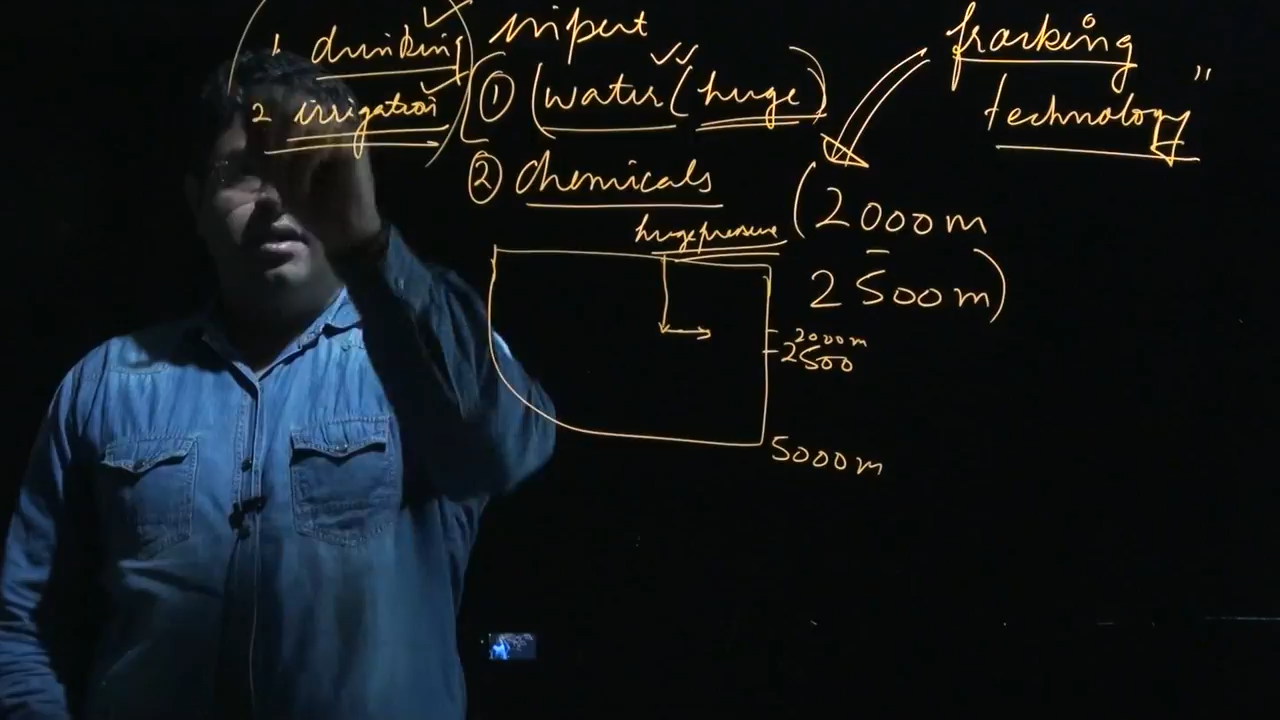 1. drinking
2 irrigation
input
① (water (huge)
② chemicals
fracking
technology"
(2000m
2500m)
huge pressure
2000m
2500
5000m